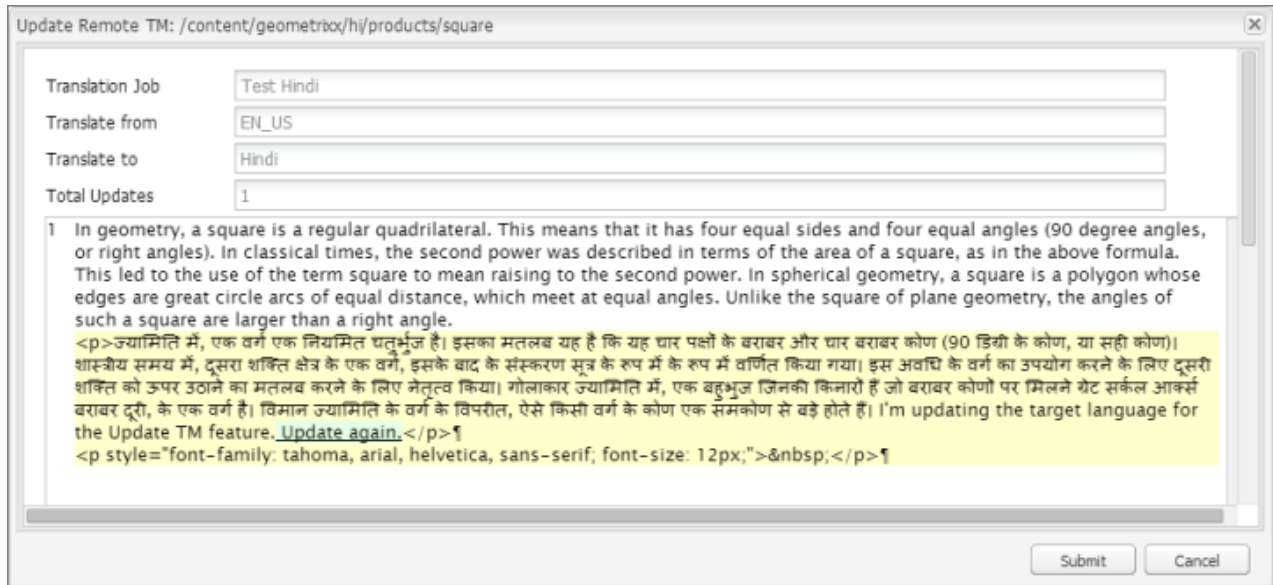 Update Remote TM: /content/geometrixx/hi/products/square
Translation Job Test Hindi
Translate from EN_US
Translate to Hindi
Total Updates 1
1 In geometry, a square is a regular quadrilateral. This means that it has four equal sides and four equal angles (90 degree angles,
or right angles). In classical times, the second power was described in terms of the area of a square, as in the above formula.
This led to the use of the term square to mean raising to the second power. In spherical geometry, a square is a polygon whose
edges are great circle arcs of equal distance, which meet at equal angles. Unlike the square of plane geometry, the angles of
such a square are larger than a right angle.
<p>ज्यामिति में, एक वर्ग एक नियमित चतुर्भुज है। इसका मतलब यह है कि यह चार पक्षों के बराबर और चार बराबर कोण (90 डिग्री के कोण, या सही कोण)।
शास्त्रीय समय में, दूसरा शक्ति क्षेत्र के एक वर्ग, इसके बाद के संस्करण सूत्र के रूप में के रूप में वर्णित किया गया। इस अवधि के वर्ग का उपयोग करने के लिए दूसरी
शक्ति को ऊपर उठाने का मतलब करने के लिए नेतृत्व किया। गोलाकार ज्यामिति में, एक बहुभुज जिनकी किनारों हैं जो बराबर कोणों पर मिलने ग्रेट सर्कल आर्क्स
बराबर दूरी, के एक वर्ग है। विमान ज्यामिति के वर्ग के विपरीत, ऐसे किसी वर्ग के कोण एक समकोण से बड़े होते हैं। I'm updating the target language for
the Update TM feature. Update again.</p>¶
<p style="font-family: tahoma, arial, helvetica, sans-serif; font-size: 12px;">&nbsp;</p>¶
Submit Cancel